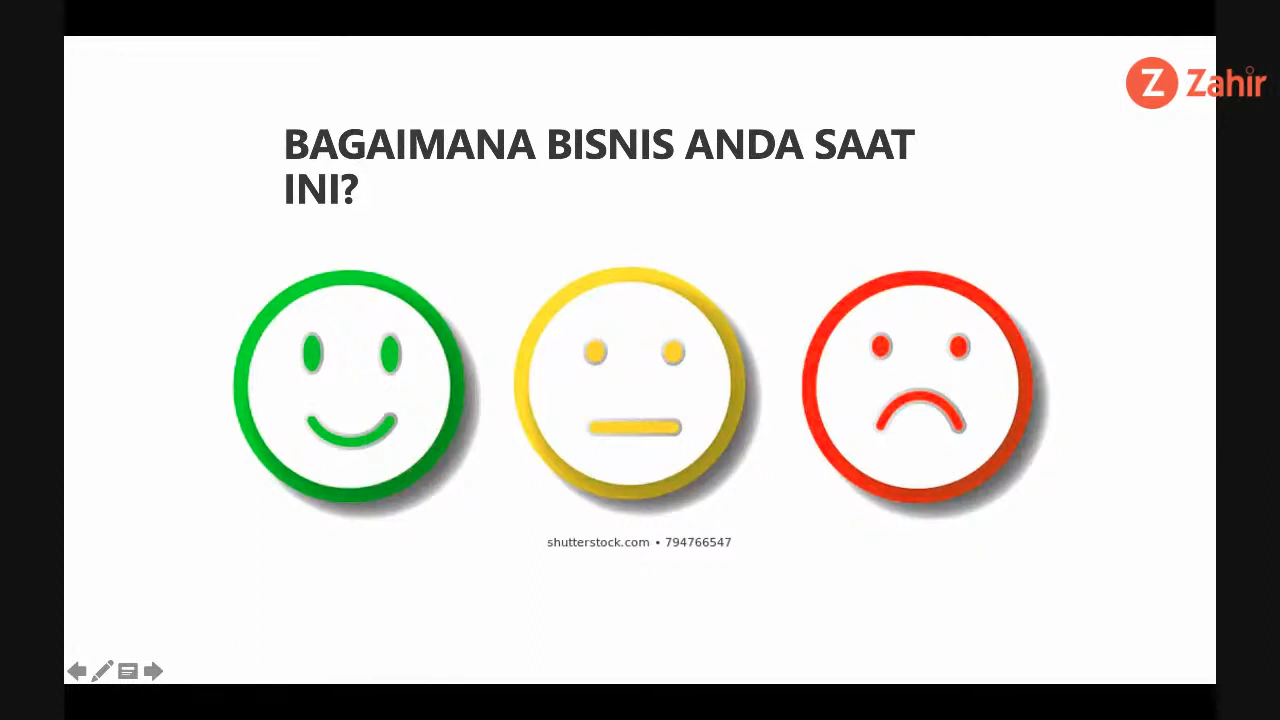 Zahir
BAGAIMANA BISNIS ANDA SAAT
INI?
shutterstock.com • 794766547